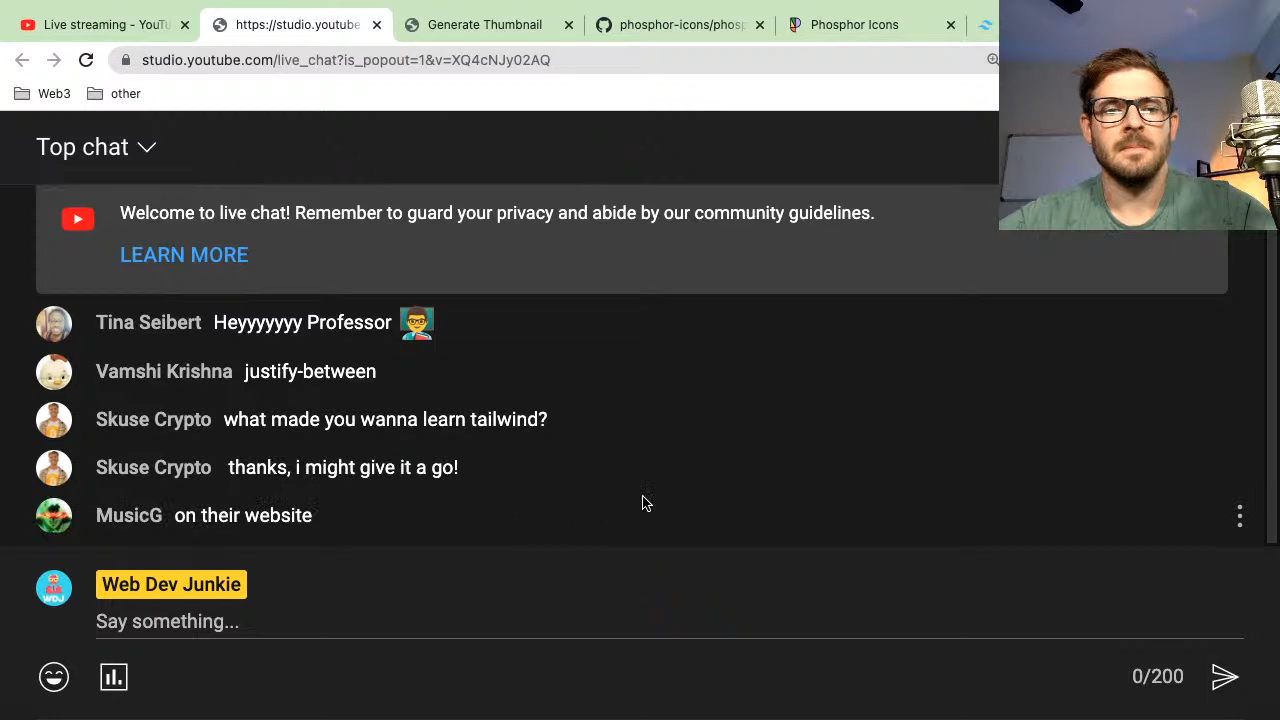 Live streaming - YouTu
https://studio.youtube
Generate Thumbnail
phosphor-icons/phosp
Phosphor Icons
studio.youtube.com/live_chat?is_popout=1&v=XQ4cNJy02AQ
Web3
other
Top chat
Welcome to live chat! Remember to guard your privacy and abide by our community guidelines.
LEARN MORE
Tina Seibert Heyyyyyyy Professor
Vamshi Krishna justify-between
Skuse Crypto what made you wanna learn tailwind?
Skuse Crypto thanks, i might give it a go!
MusicG on their website
WDJ
Web Dev Junkie
Say something...
0/200